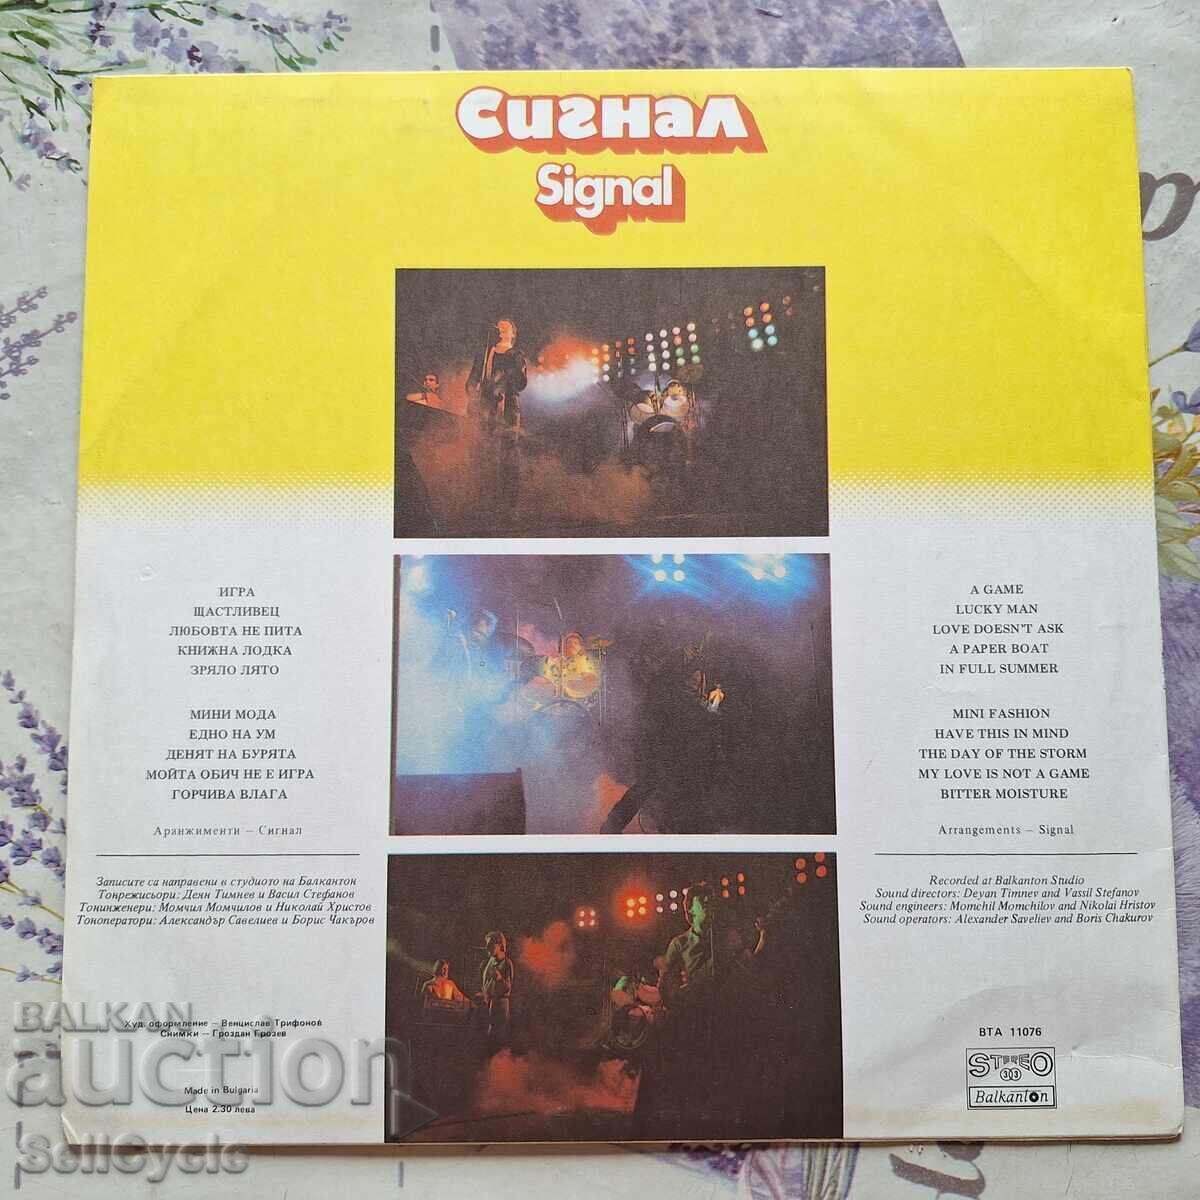 Сигнал
Signal
ИГРА
ЩАСТЛИВЕЦ
ЛЮБОВТА НЕ ПИТА
КНИЖНА ЛОДКА
ЗРЯЛО ЛЯТО
МИНИ МОДА
ЕДНО НА УМ
ДЕНЯТ НА БУРЯТА
МОЙТА ОБИЧ НЕ Е ИГРА
ГОРЧИВА ВЛАГА
Аранжименти – Сигнал
Записите са направени в студиото на Балкантон
Тонрежисьори: Деян Тимнев и Васил Стефанов
Тонинженери: Момчил Момчилов и Николай Христов
Тоноператори: Александър Савелиев и Борис Чакъров
Худ. оформление – Венцислав Трифонов
Снимки – Гроздан Грозев
Made in Bulgaria
Цена 2.30 лева
A GAME
LUCKY MAN
LOVE DOESN'T ASK
A PAPER BOAT
IN FULL SUMMER
MINI FASHION
HAVE THIS IN MIND
THE DAY OF THE STORM
MY LOVE IS NOT A GAME
BITTER MOISTURE
Arrangements – Signal
Recorded at Balkanton Studio
Sound directors: Deyan Timnev and Vassil Stefanov
Sound engineers: Momchil Momchilov and Nikolai Hristov
Sound operators: Alexander Saveliev and Boris Chakurov
BTA 11076
STEREO
33
Balkanton
BALKAN
auction
SellCycle